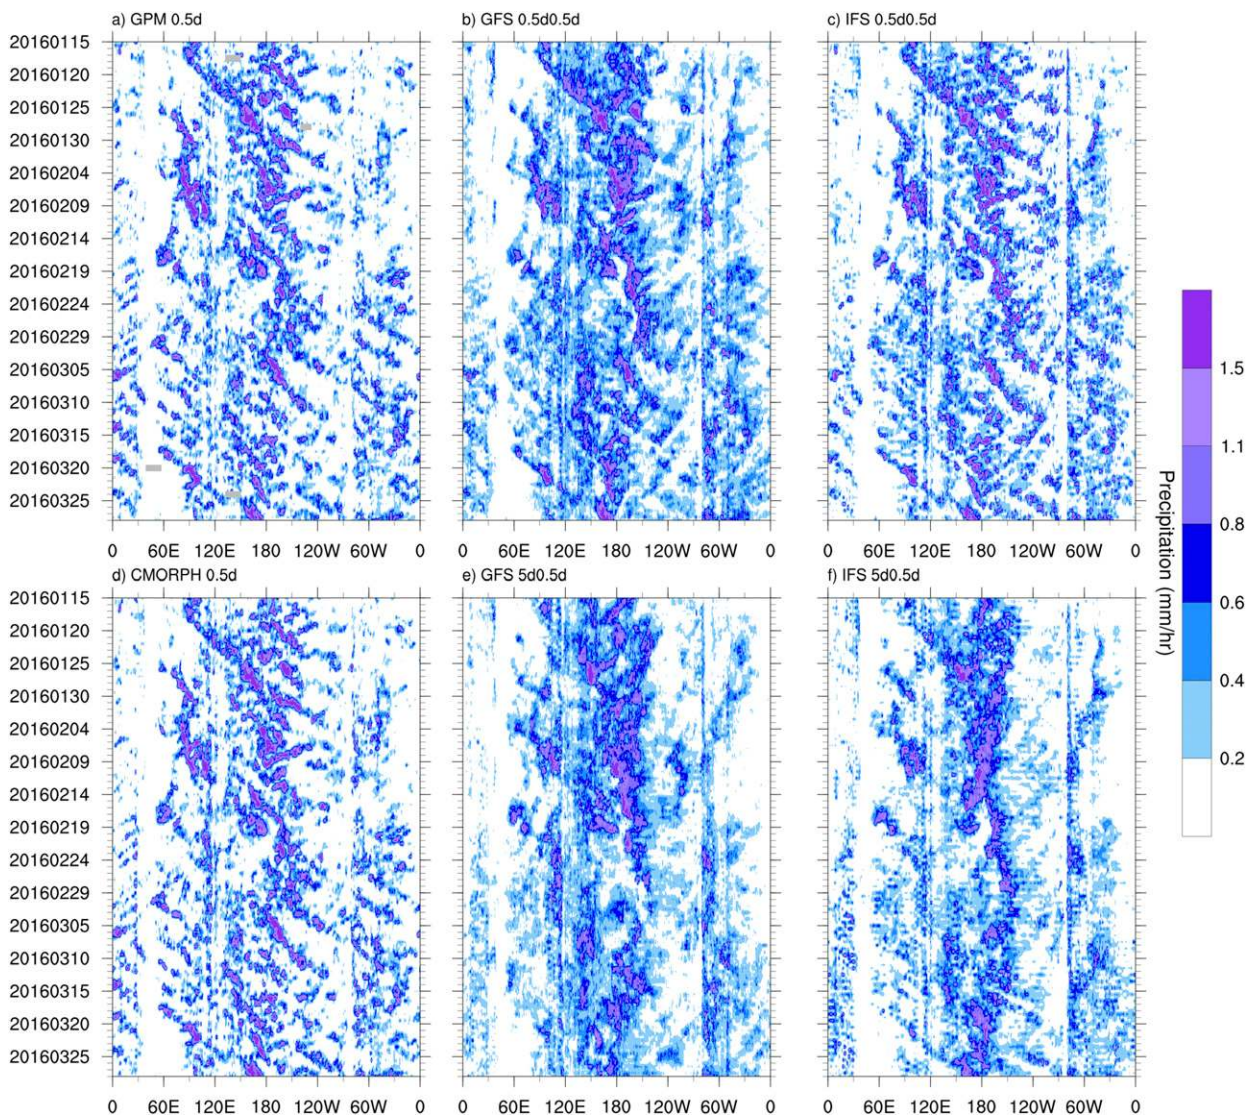 a) GPM 0.5d
b) GFS 0.5d0.5d
c) IFS 0.5d0.5d
20160115
20160120
20160125
20160130
20160204
20160209
20160214
20160219
20160224
20160229
20160305
20160310
20160315
20160320
20160325
0 60E 120E 180 120W 60W 0
0 60E 120E 180 120W 60W 0
0 60E 120E 180 120W 60W 0
d) CMORPH 0.5d
e) GFS 5d0.5d
f) IFS 5d0.5d
20160115
20160120
20160125
20160130
20160204
20160209
20160214
20160219
20160224
20160229
20160305
20160310
20160315
20160320
20160325
0 60E 120E 180 120W 60W 0
0 60E 120E 180 120W 60W 0
0 60E 120E 180 120W 60W 0
Precipitation (mm/hr)
1.5
1.1
0.8
0.6
0.4
0.2